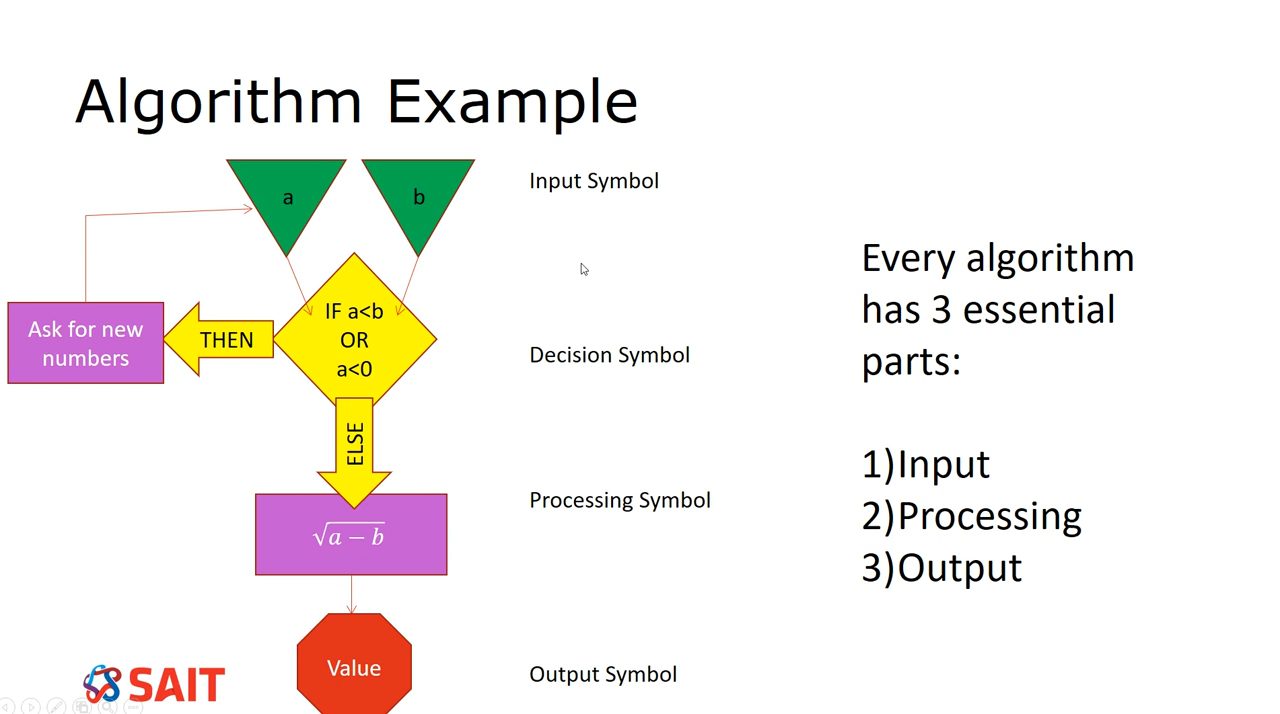 Algorithm Example
a
b
Input Symbol
IF a<b
OR
a<0
THEN
Ask for new
numbers
Decision Symbol
ELSE
Processing Symbol
√a − b
Value
Output Symbol
SAIT
Every algorithm
has 3 essential
parts:
1)Input
2)Processing
3)Output